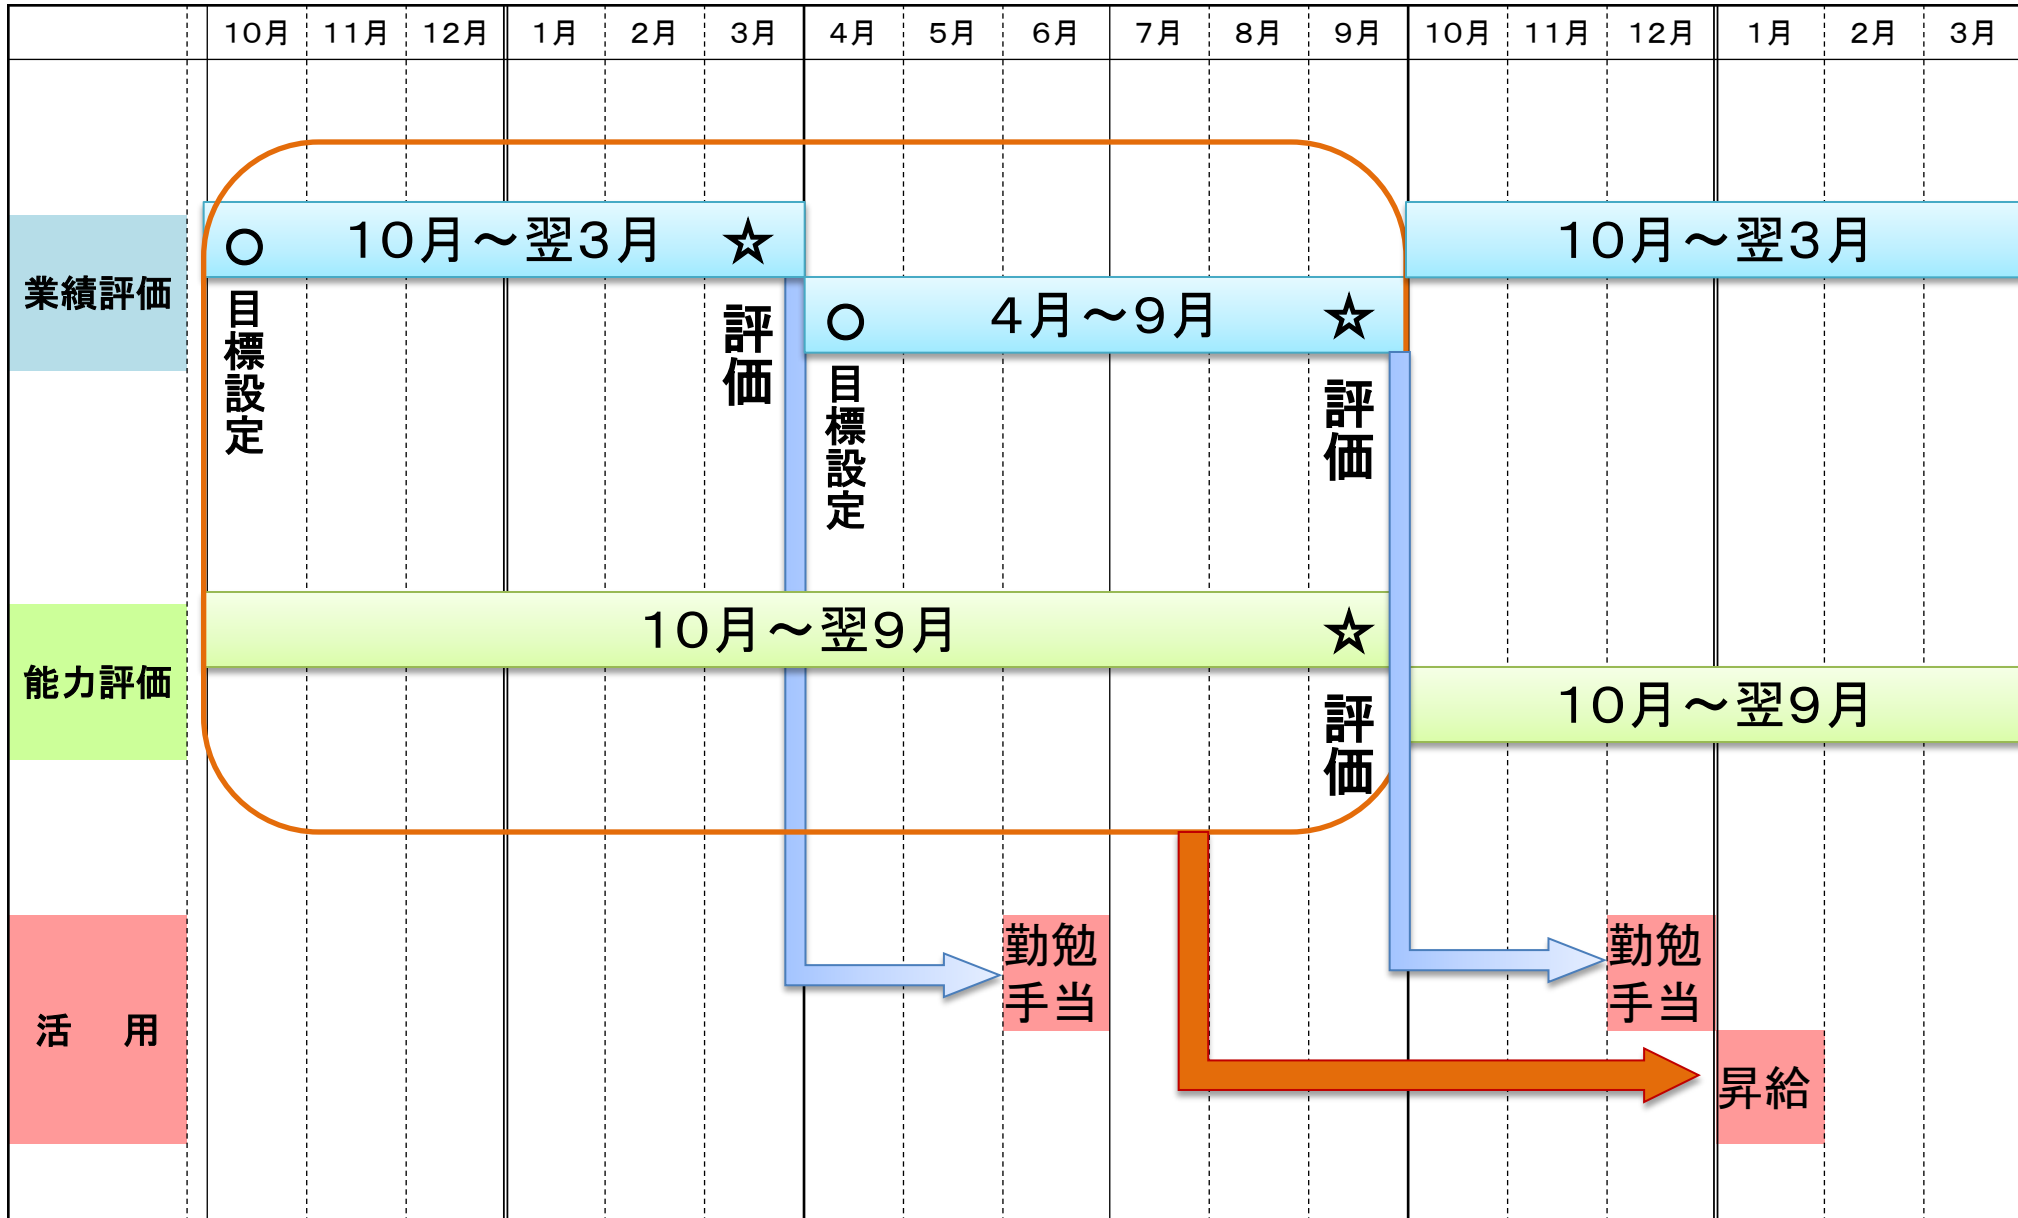 10月 11月 12月 1月 2月 3月 4月 5月 6月 7月 8月 9月 10月 11月 12月 1月 2月 3月
業績評価
○ 10月～翌3月 ☆
目標設定
評価
○ 4月～9月 ☆
目標設定
評価
10月～翌3月
能力評価
10月～翌9月 ☆
評価
10月～翌9月
活 用
勤勉
手当
勤勉
手当
昇給